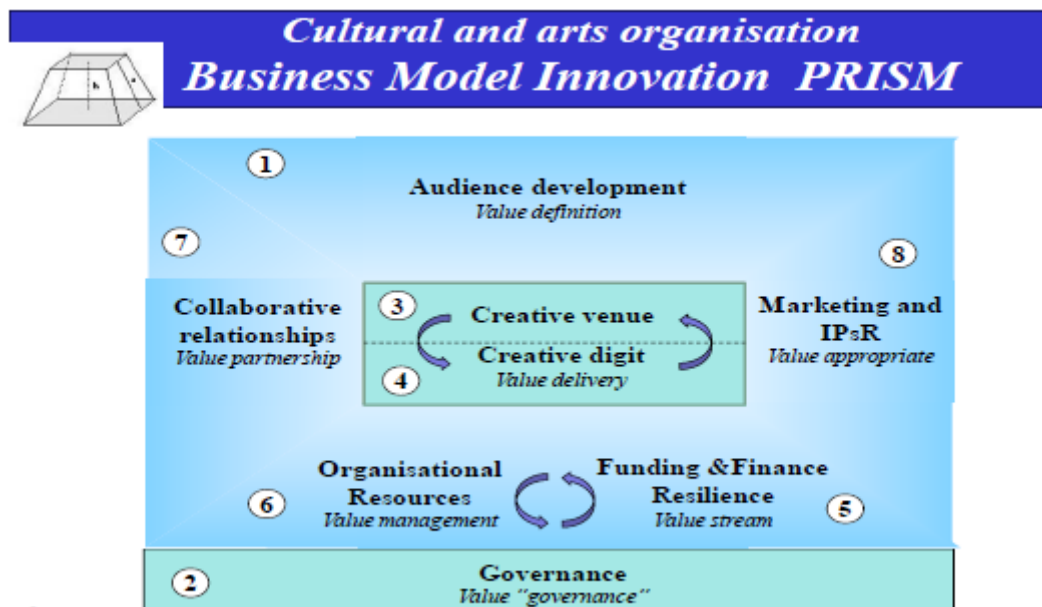 Cultural and arts organisation
Business Model Innovation PRISM
h
1
Audience development
Value definition
7
8
Collaborative
relationships
Value partnership
3
Creative venue
Creative digit
4
Value delivery
Marketing and
IPsR
Value appropriate
Organisational
Resources
Value management
6
Funding &Finance
Resilience
Value stream
5
2
Governance
Value "governance"